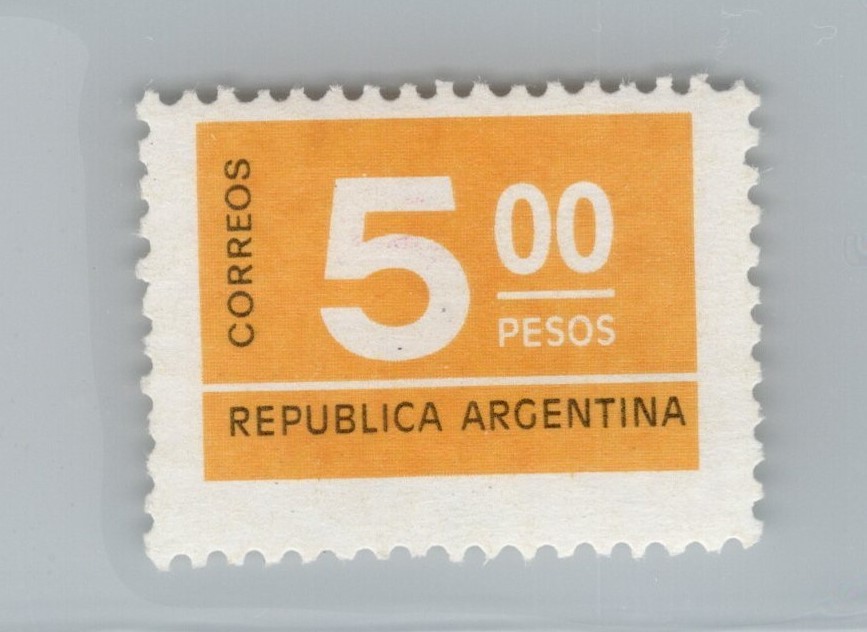 CORREOS
5 00
PESOS
REPUBLICA ARGENTINA